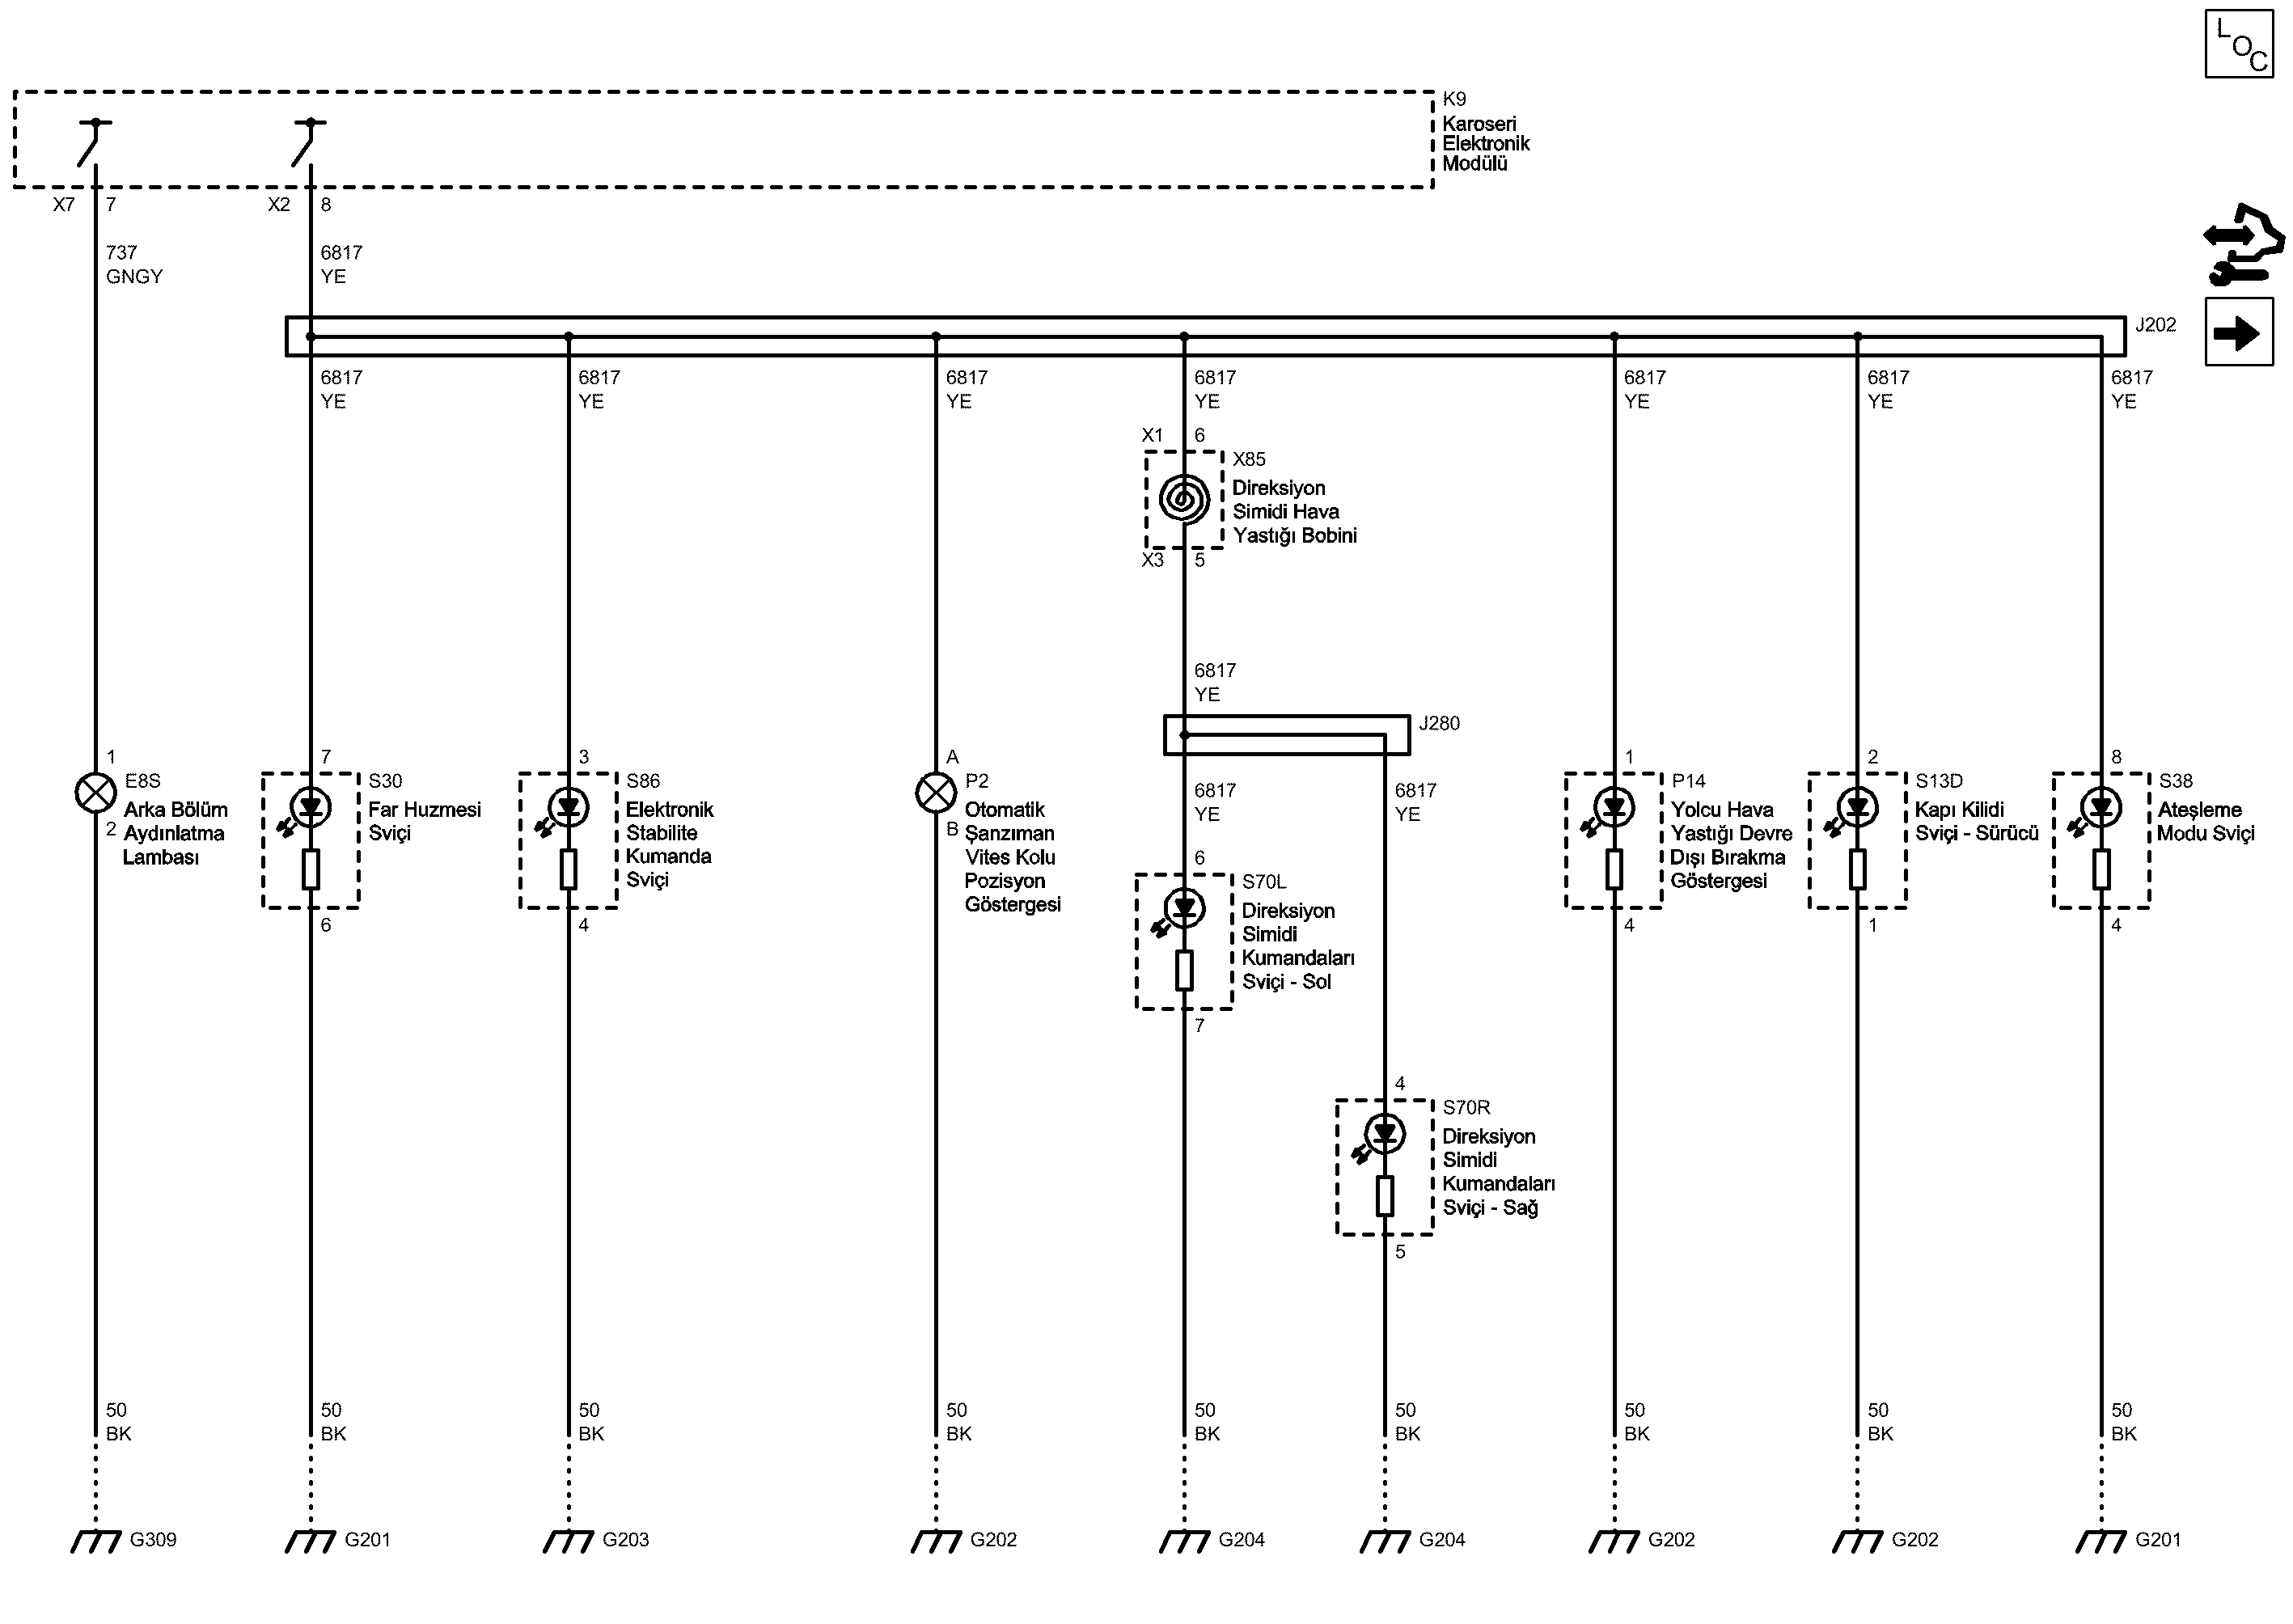 LOC
K9
Karoseri
Elektronik
Modülü
X7 7
X2 8
737
GNGY
6817
YE
J202
6817
YE
6817
YE
6817
YE
6817
YE
6817
YE
6817
YE
6817
YE
X1 6
X85
Direksiyon
Simidi Hava
Yastığı Bobini
X3 5
6817
YE
J280
6817
YE
6817
YE
1
E8S
Arka Bölüm
2 Aydınlatma
Lambası
7
S30
Far Huzmesi
Sviçi
6
3
S86
Elektronik
Stabilite
Kumanda
Sviçi
4
A
P2
Otomatik
B Şanzıman
Vites Kolu
Pozisyon
Göstergesi
6
S70L
Direksiyon
Simidi
Kumandaları
Sviçi - Sol
7
4
S70R
Direksiyon
Simidi
Kumandaları
Sviçi - Sağ
5
1
P14
Yolcu Hava
Yastığı Devre
Dışı Bırakma
Göstergesi
4
2
S13D
Kapı Kilidi
Sviçi - Sürücü
1
8
S38
Ateşleme
Modu Sviçi
4
50
BK
50
BK
50
BK
50
BK
50
BK
50
BK
50
BK
50
BK
50
BK
G309
G201
G203
G202
G204
G204
G202
G202
G201